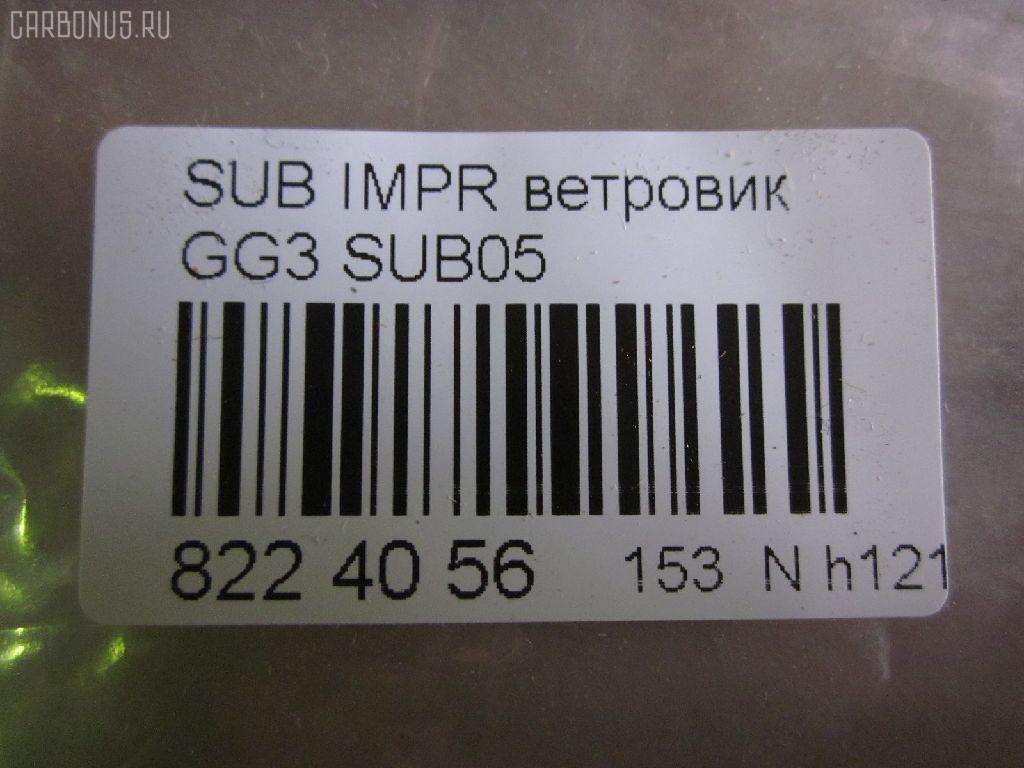 CARBONUS.RU
SUB IMPR ветровик
GG3 SUB05
822 40 56 153 N h121